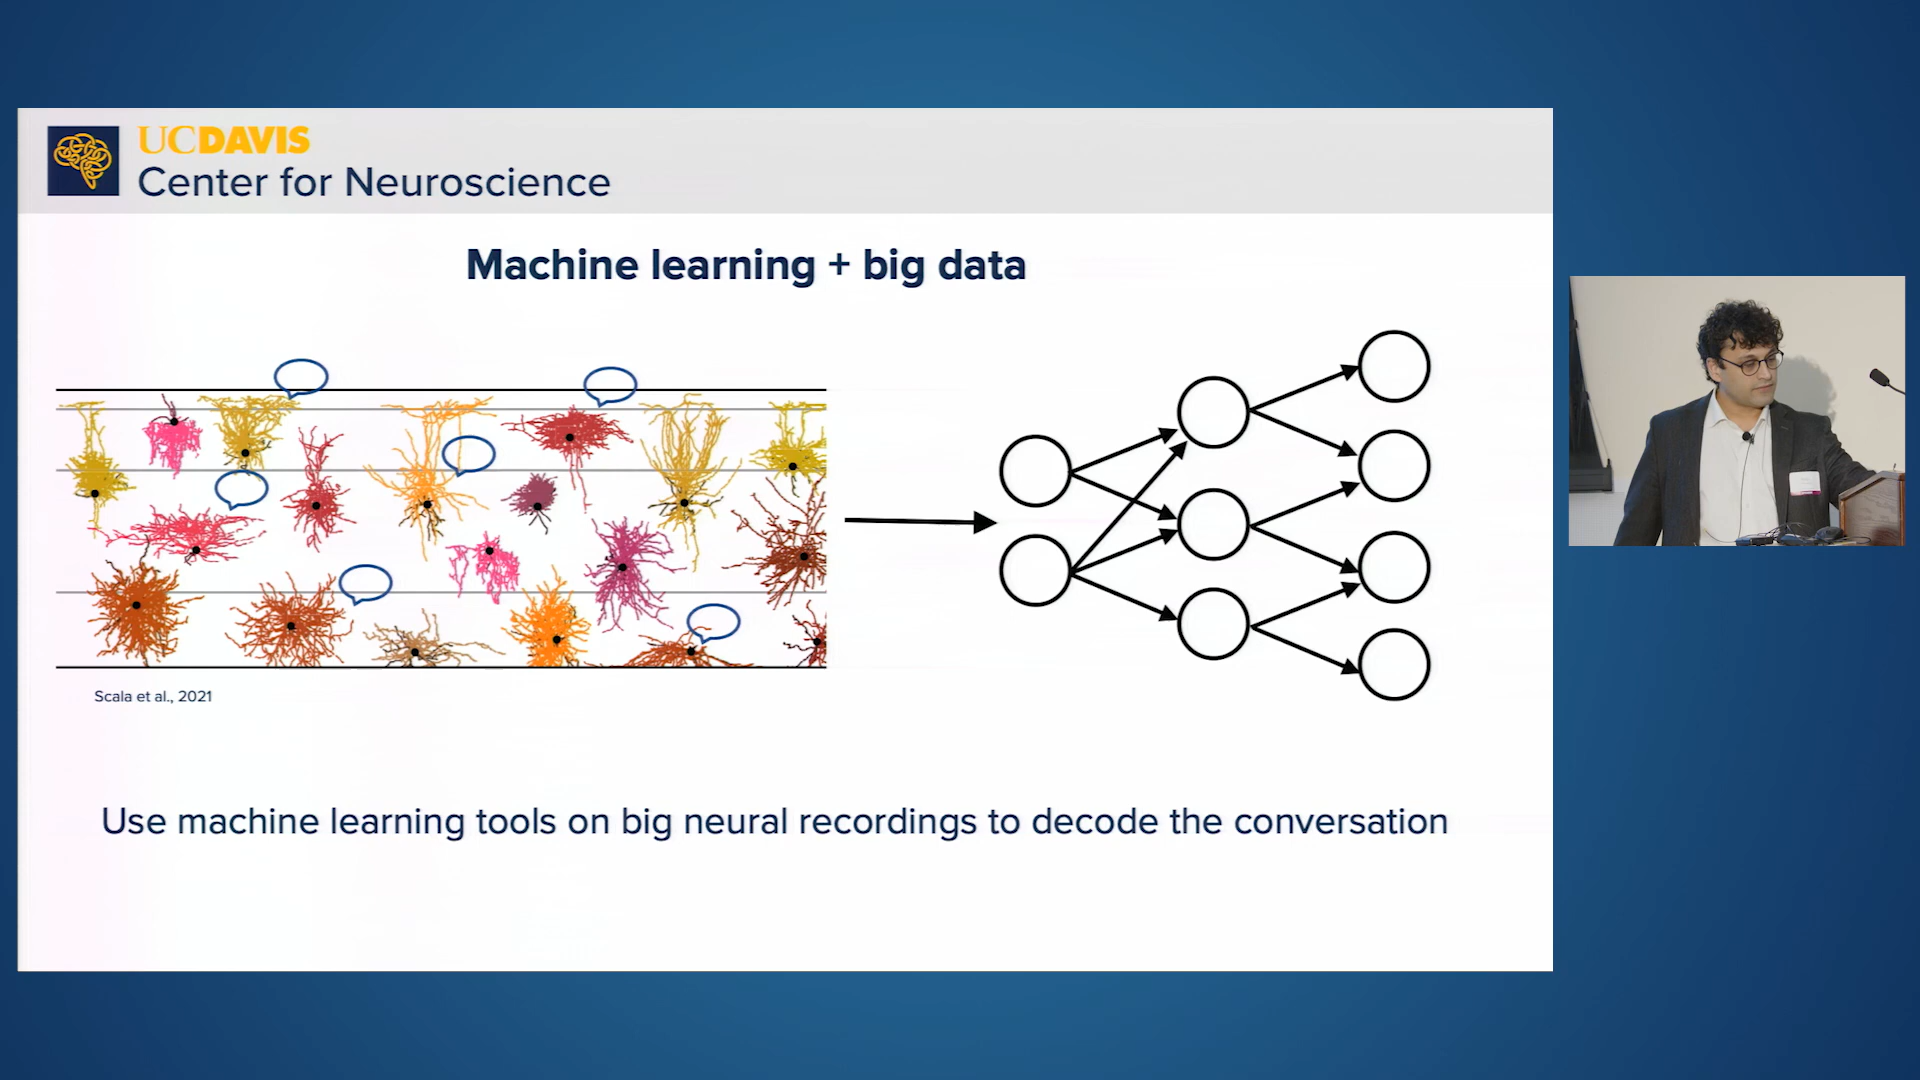 UCDAVIS
Center for Neuroscience
Machine learning + big data
Scala et al., 2021
Use machine learning tools on big neural recordings to decode the conversation